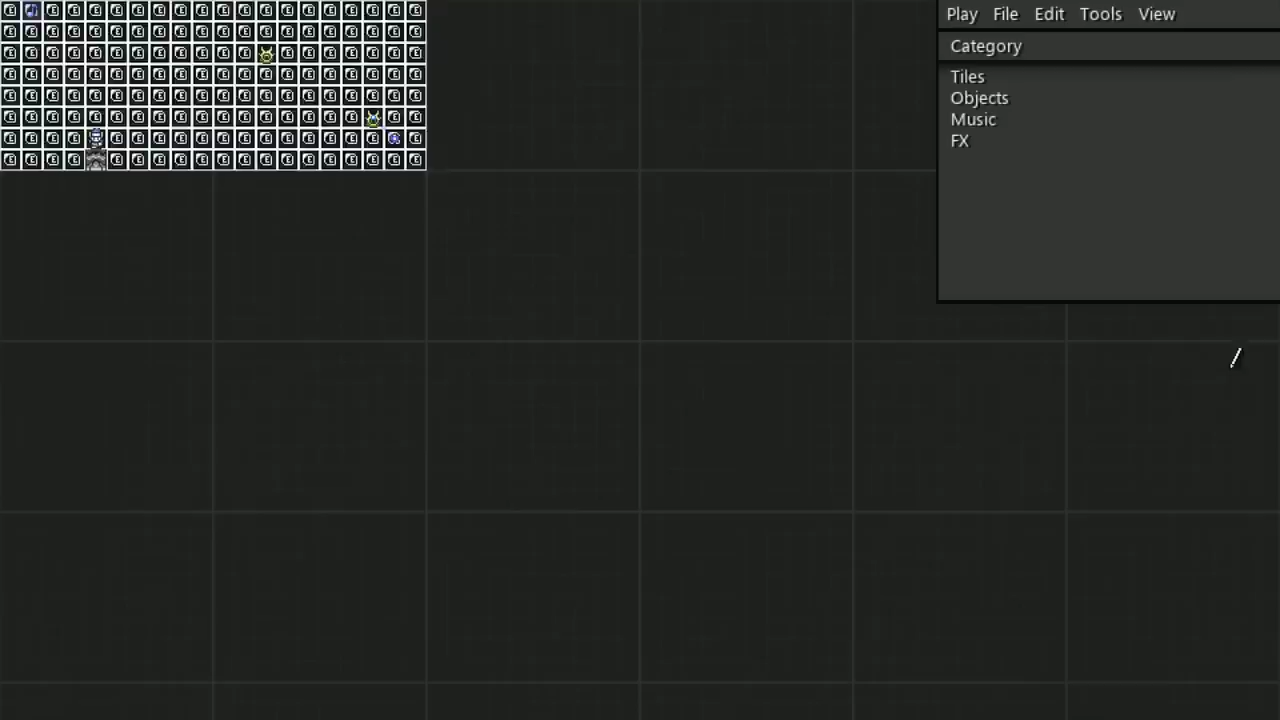 Play File Edit Tools View
Category
Tiles
Objects
Music
FX